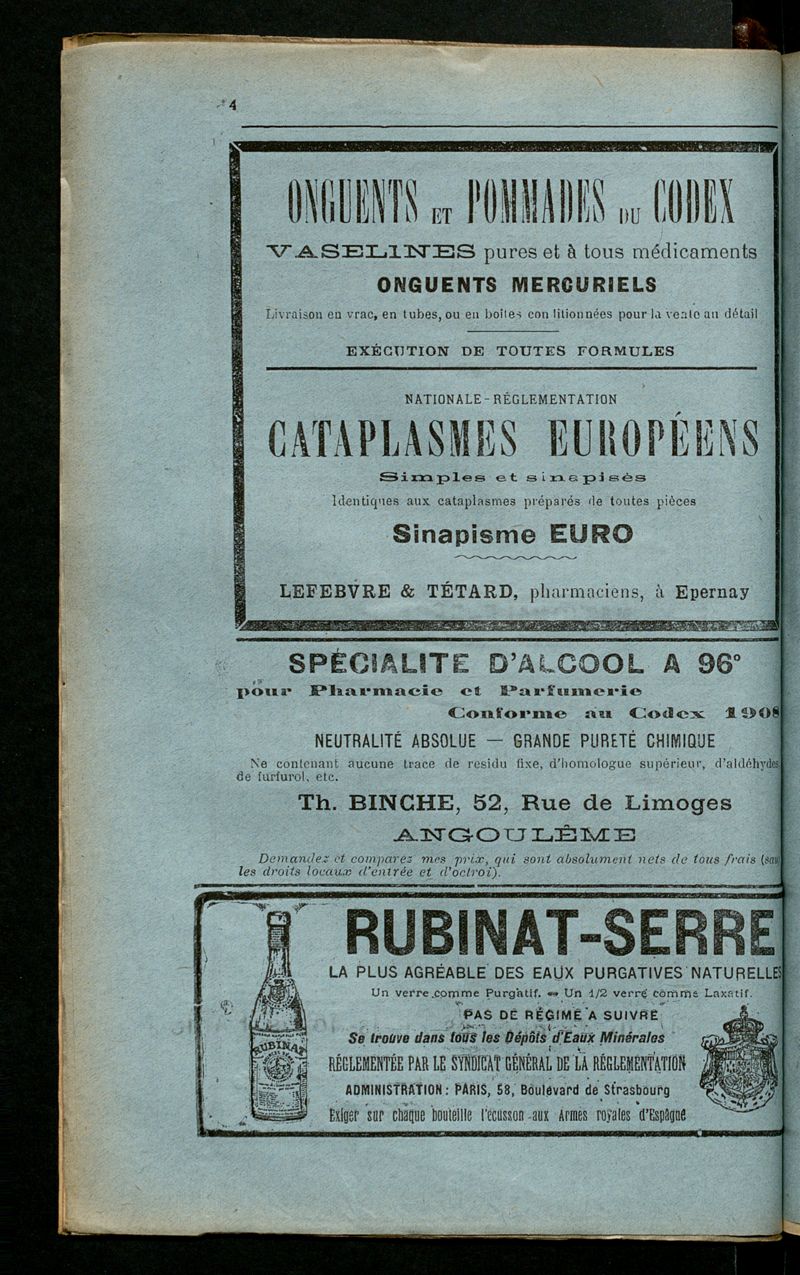 4
ONGUENTS ET POMMADES DU CODEX
VASELINES pures et à tous médicaments
ONGUENTS MERCURIELS
Livraison en vrac, en tubes, ou en boîtes conditionnées pour la vente au détail
EXÉCUTION DE TOUTES FORMULES
NATIONALE-RÉGLEMENTATION
CATAPLASMES EUROPÉENS
Simples et sinapisés
Identiques aux cataplasmes préparés de toutes pièces
Sinapisme EURO
LEFEBVRE & TÉTARD, pharmaciens, à Epernay
SPÉCIALITE D'ALCOOL A 96°
pour Pharmacie et Parfumerie
Conforme au Codex 1908
NEUTRALITÉ ABSOLUE — GRANDE PURETÉ CHIMIQUE
Ne contenant aucune trace de residu fixe, d'homologue supérieur, d'aldéhydes
de furfurol, etc.
Th. BINCHE, 52, Rue de Limoges
ANGOULÊME
Demandez et comparez mes prix, qui sont absolument nets de tous frais (sauf
les droits locaux d'entrée et d'octroi).
RUBINAT-SERRE
LA PLUS AGRÉABLE DES EAUX PURGATIVES NATURELLES
Un verre comme Purgatif. — Un 1/2 verre comme Laxatif.
PAS DE RÉGIME A SUIVRE
Se trouve dans tous les Dépôts d'Eaux Minérales
RÉGLEMENTÉE PAR LE SYNDICAT GÉNÉRAL DE LA RÉGLEMENTATION
ADMINISTRATION : PARIS, 58, Boulevard de Strasbourg
Exiger sur chaque bouteille l'écusson aux Armes royales d'Espagne
RUBINAT